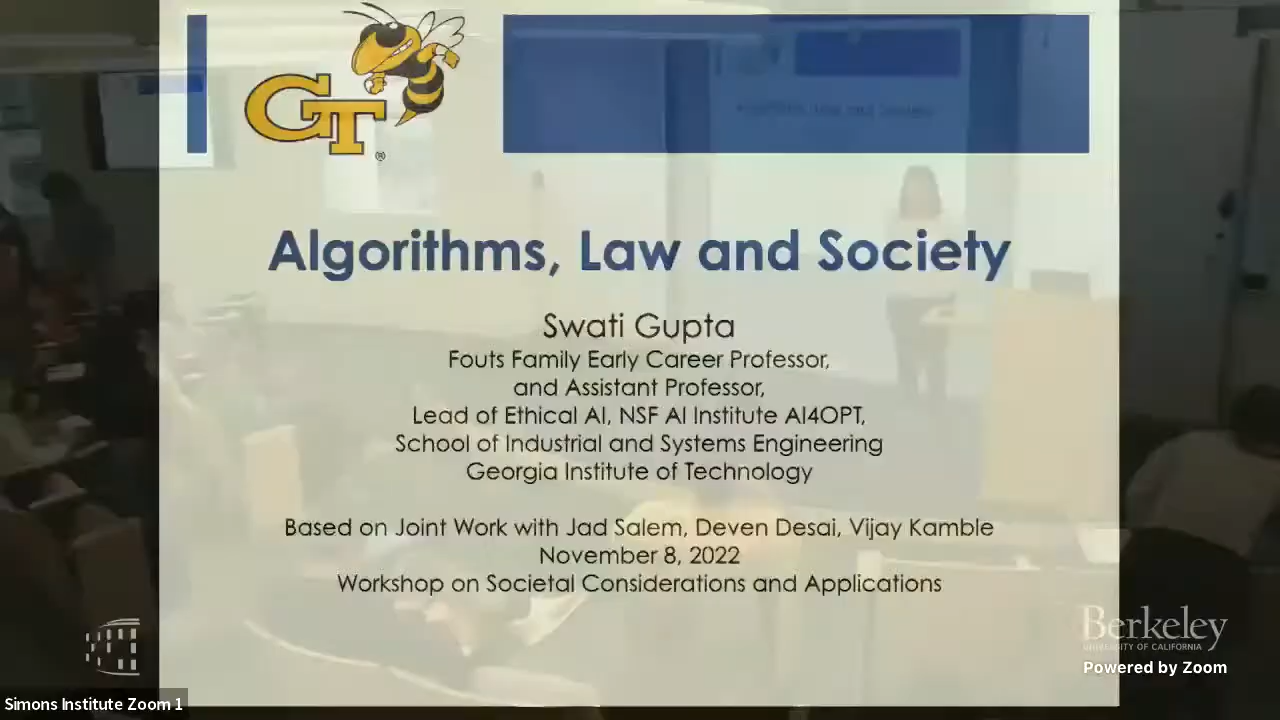 GT
®
Algorithms, Law and Society
Swati Gupta
Fouts Family Early Career Professor,
and Assistant Professor,
Lead of Ethical AI, NSF AI Institute AI4OPT,
School of Industrial and Systems Engineering
Georgia Institute of Technology
Based on Joint Work with Jad Salem, Deven Desai, Vijay Kamble
November 8, 2022
Workshop on Societal Considerations and Applications
Berkeley
UNIVERSITY OF CALIFORNIA
Powered by Zoom
Simons Institute Zoom 1